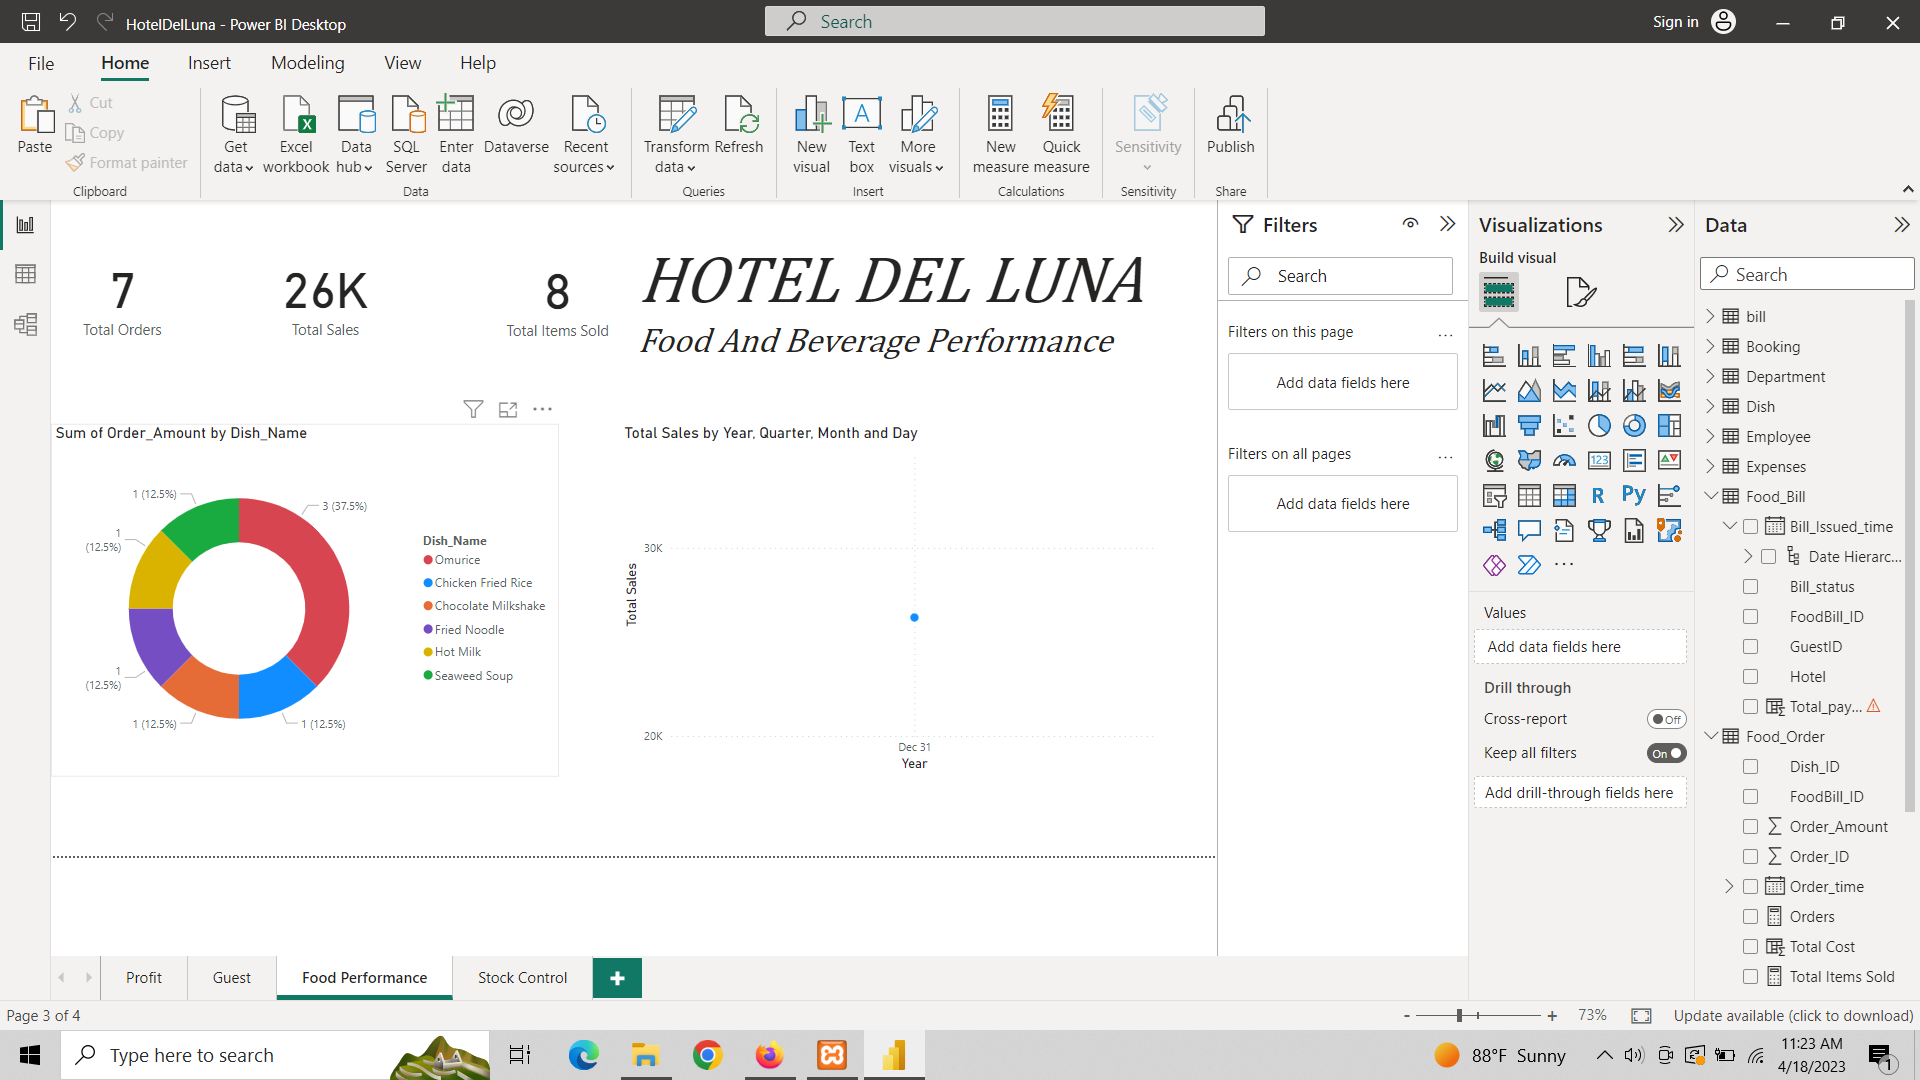 HotelDelLuna - Power BI Desktop
Search
Sign in
File
Home
Insert
Modeling
View
Help
Paste
Cut
Copy
Format painter
Clipboard
Get data
Excel workbook
Data hub
SQL Server
Enter data
Dataverse
Recent sources
Data
Transform data
Refresh
Queries
New visual
Text box
More visuals
Insert
New measure
Quick measure
Calculations
Sensitivity
Sensitivity
Publish
Share
7
Total Orders
26K
Total Sales
8
Total Items Sold
HOTEL DEL LUNA
Food And Beverage Performance
Sum of Order_Amount by Dish_Name
1 (12.5%)
3 (37.5%)
1
(12.5%)
1
(12.5%)
1 (12.5%)
1 (12.5%)
Dish_Name
Omurice
Chicken Fried Rice
Chocolate Milkshake
Fried Noodle
Hot Milk
Seaweed Soup
Total Sales by Year, Quarter, Month and Day
Total Sales
30K
20K
Dec 31
Year
Filters
Search
Filters on this page
...
Add data fields here
Filters on all pages
...
Add data fields here
Visualizations
Build visual
123
R
Py
...
Values
Add data fields here
Drill through
Cross-report
Off
Keep all filters
On
Add drill-through fields here
Data
Search
bill
Booking
Department
Dish
Employee
Expenses
Food_Bill
Bill_Issued_time
Date Hierarc...
Bill_status
FoodBill_ID
GuestID
Hotel
Total_pay...
Food_Order
Dish_ID
FoodBill_ID
Order_Amount
Order_ID
Order_time
Orders
Total Cost
Total Items Sold
Profit
Guest
Food Performance
Stock Control
+
Page 3 of 4
-
+
73%
Update available (click to download)
Type here to search
88°F Sunny
11:23 AM
4/18/2023
1